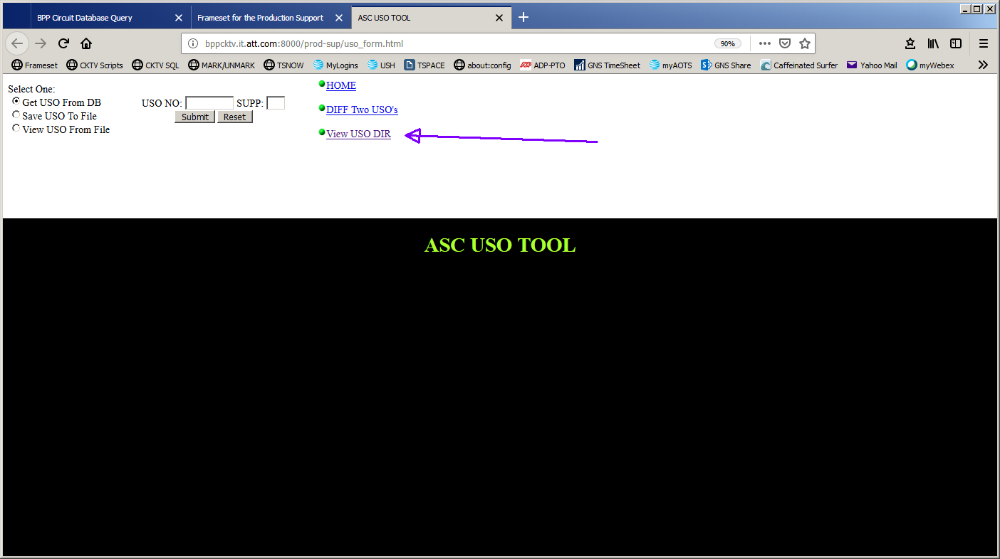 BPP Circuit Database Query
Frameset for the Production Support
ASC USO TOOL
bppcktv.it.att.com:8000/prod-sup/uso_form.html
90%
Frameset CKTV Scripts CKTV SQL MARK/UNMARK TSNOW MyLogins USH TSPACE about:config ADP-PTO GNS TimeSheet myAOTS GNS Share Caffeinated Surfer Yahoo Mail myWebex
Select One:
Get USO From DB
Save USO To File
View USO From File
USO NO: SUPP:
Submit Reset
HOME
DIFF Two USO's
View USO DIR
ASC USO TOOL